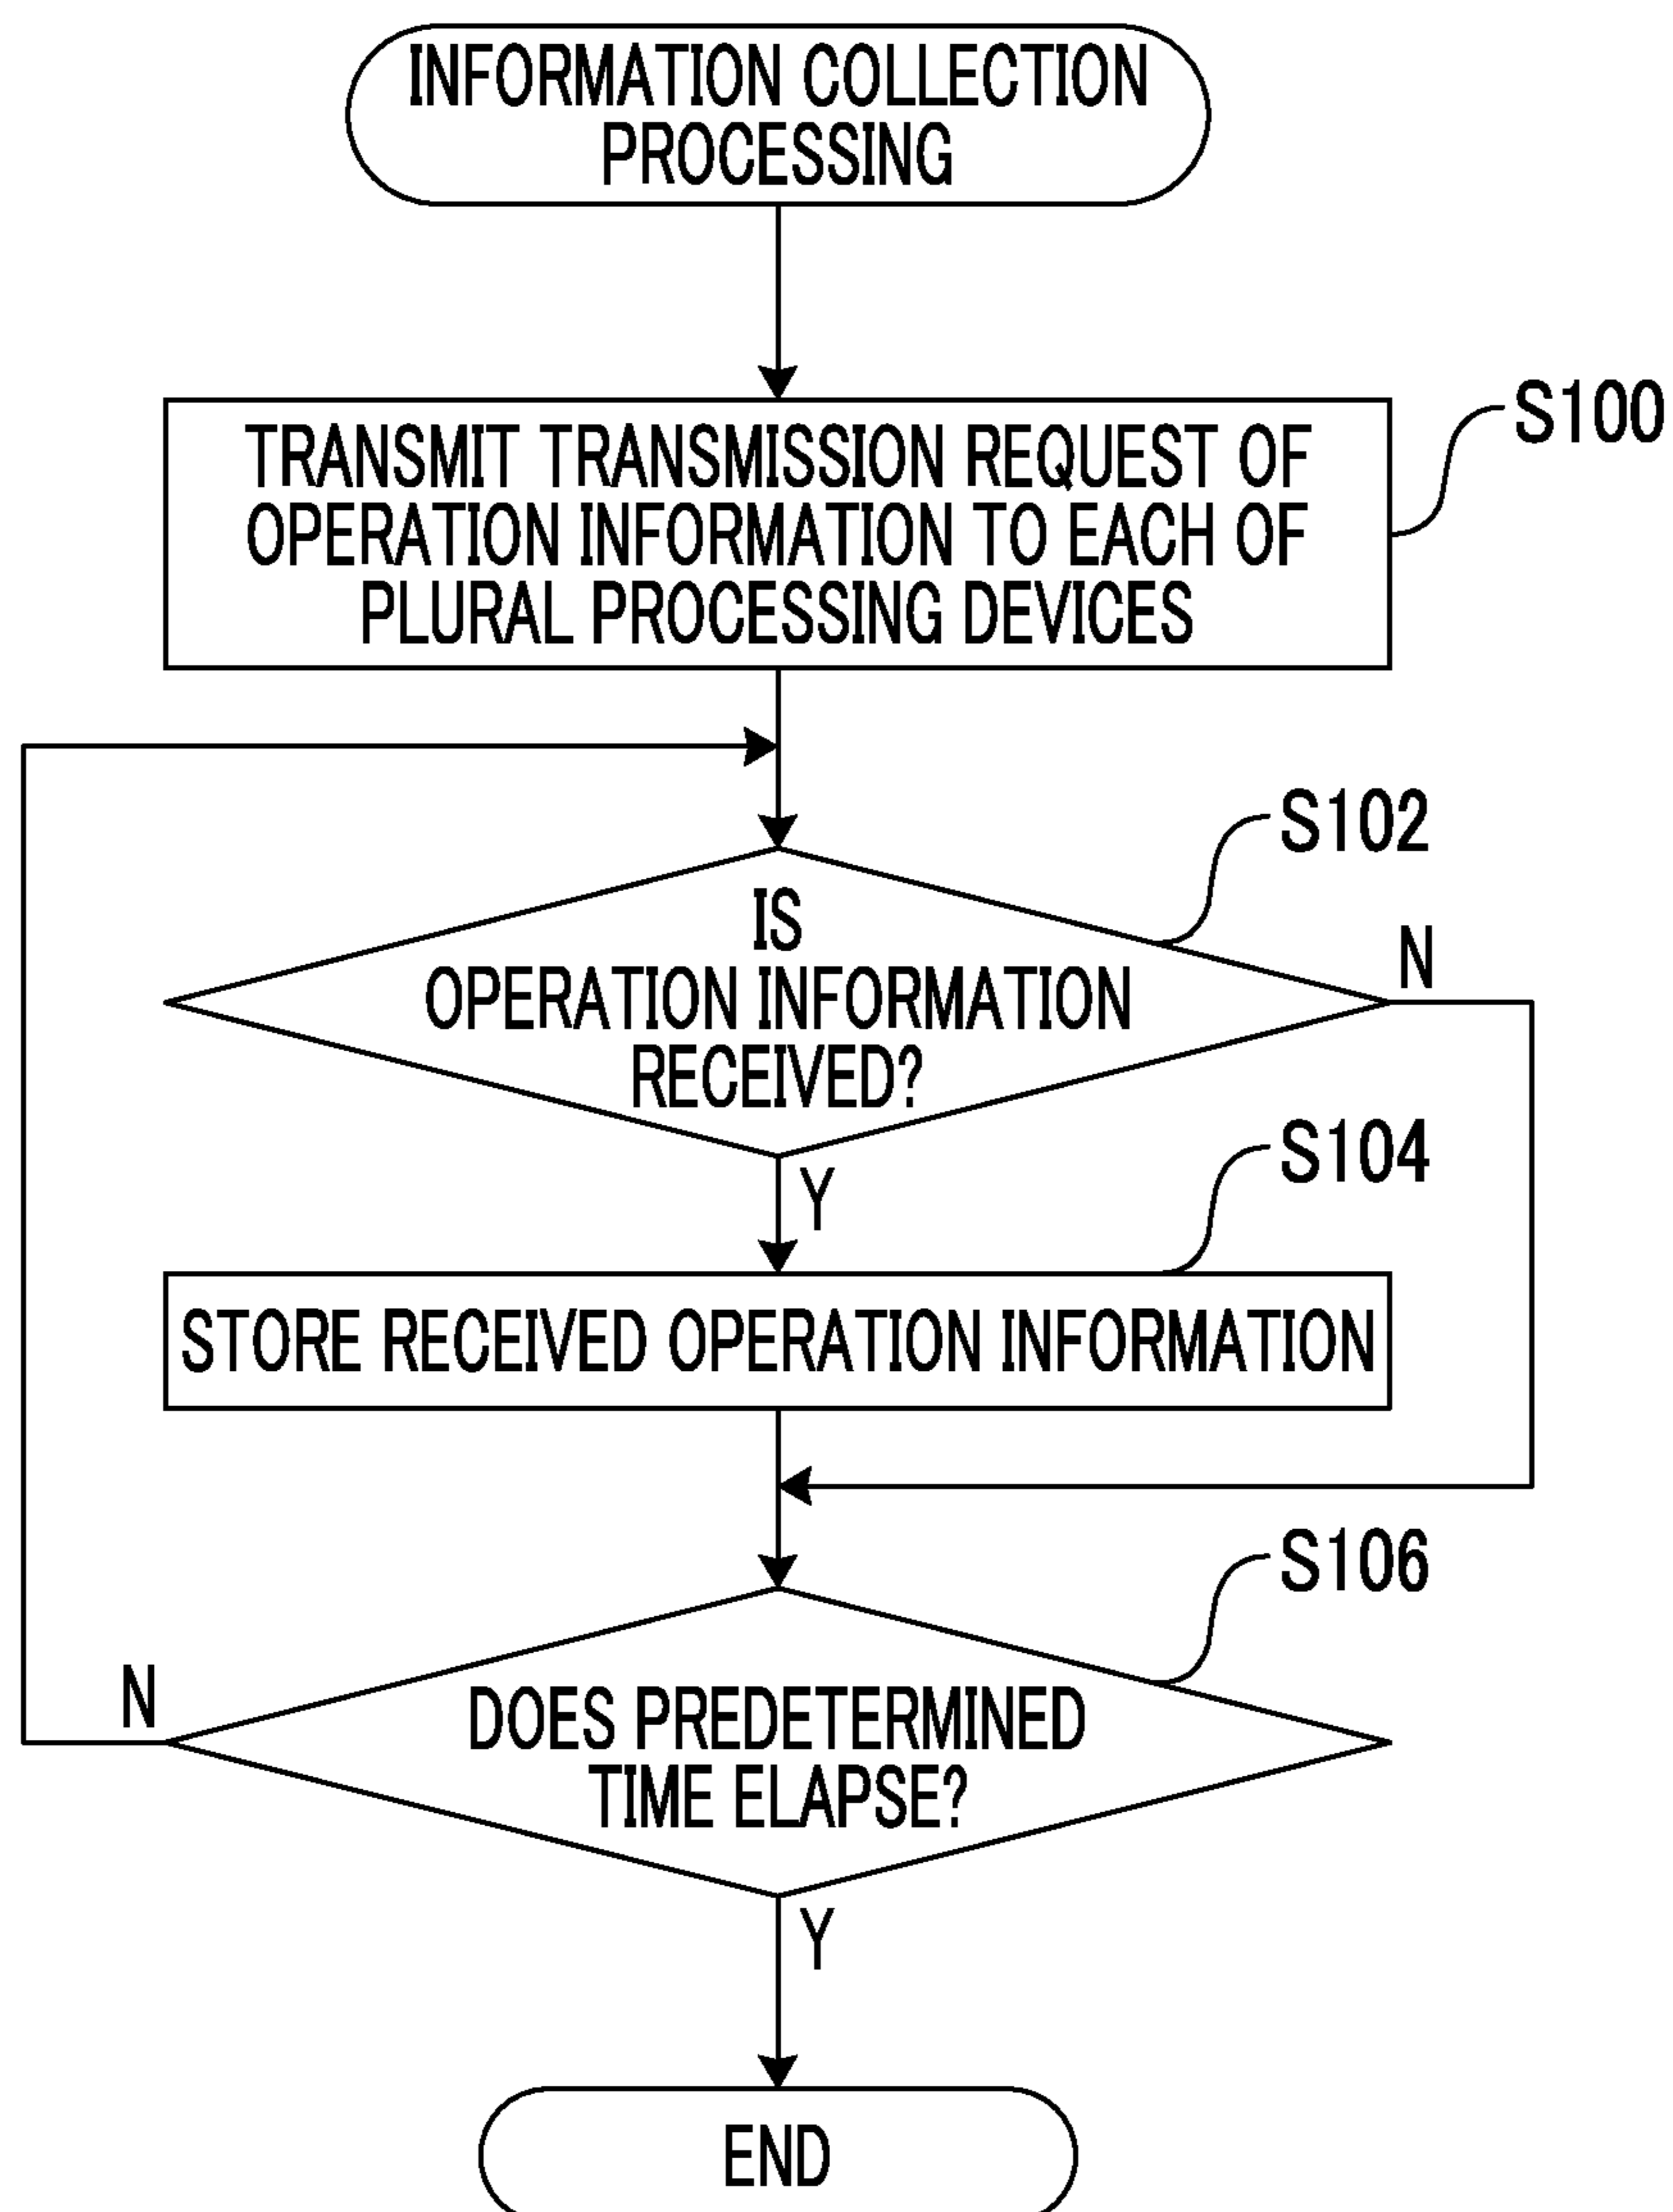 INFORMATION COLLECTION
PROCESSING
S100
TRANSMIT TRANSMISSION REQUEST OF
OPERATION INFORMATION TO EACH OF
PLURAL PROCESSING DEVICES
S102
IS
OPERATION INFORMATION
RECEIVED?
N
Y
S104
STORE RECEIVED OPERATION INFORMATION
S106
DOES PREDETERMINED
TIME ELAPSE?
N
Y
END